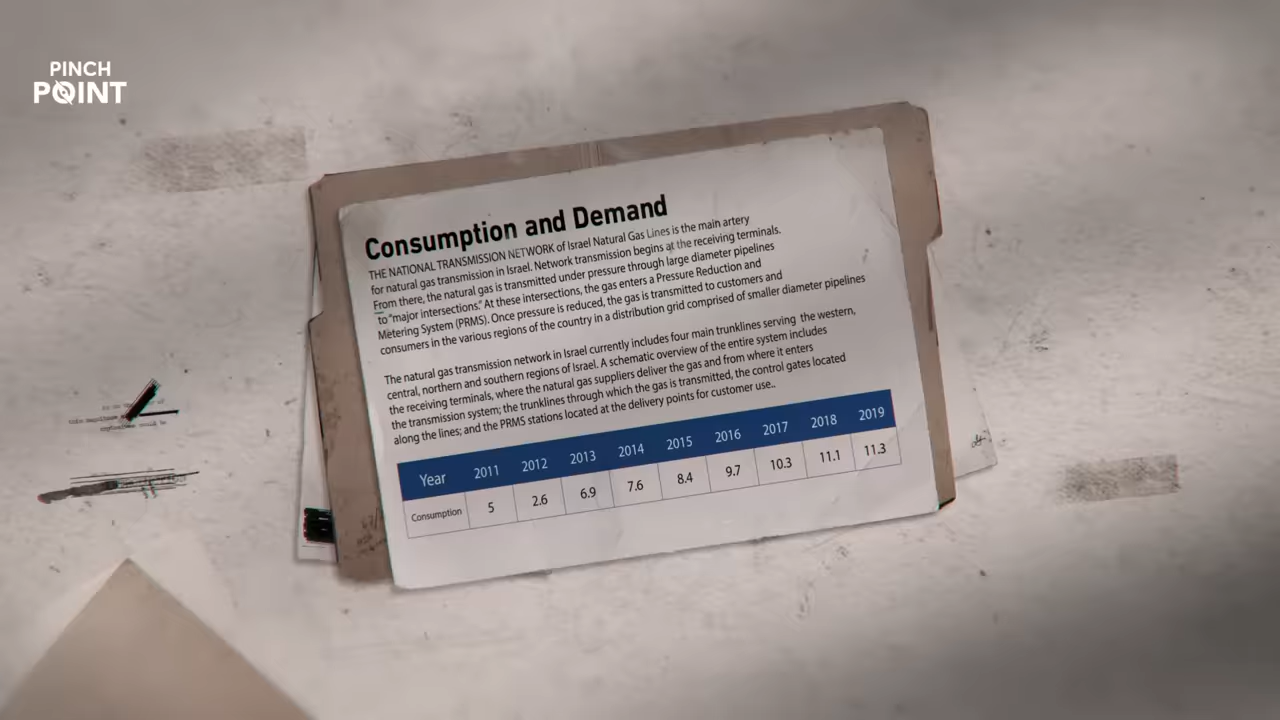 PINCH
POINT
Consumption and Demand
THE NATIONAL TRANSMISSION NETWORK of Israel Natural Gas Lines is the main artery
for natural gas transmission in Israel. Network transmission begins at the receiving terminals.
From there, the natural gas is transmitted under pressure through large diameter pipelines
to "major intersections." At these intersections, the gas enters a Pressure Reduction and
Metering System (PRMS). Once pressure is reduced, the gas is transmitted to customers and
consumers in the various regions of the country in a distribution grid comprised of smaller diameter pipelines
The natural gas transmission network in Israel currently includes four main trunklines serving the western,
central, northern and southern regions of Israel. A schematic overview of the entire system includes
the receiving terminals, where the natural gas suppliers deliver the gas and from where it enters
the transmission system; the trunklines through which the gas is transmitted, the control gates located
along the lines; and the PRMS stations located at the delivery points for customer use..
Year 2011 2012 2013 2014 2015 2016 2017 2018 2019
Consumption 5 2.6 6.9 7.6 8.4 9.7 10.3 11.1 11.3